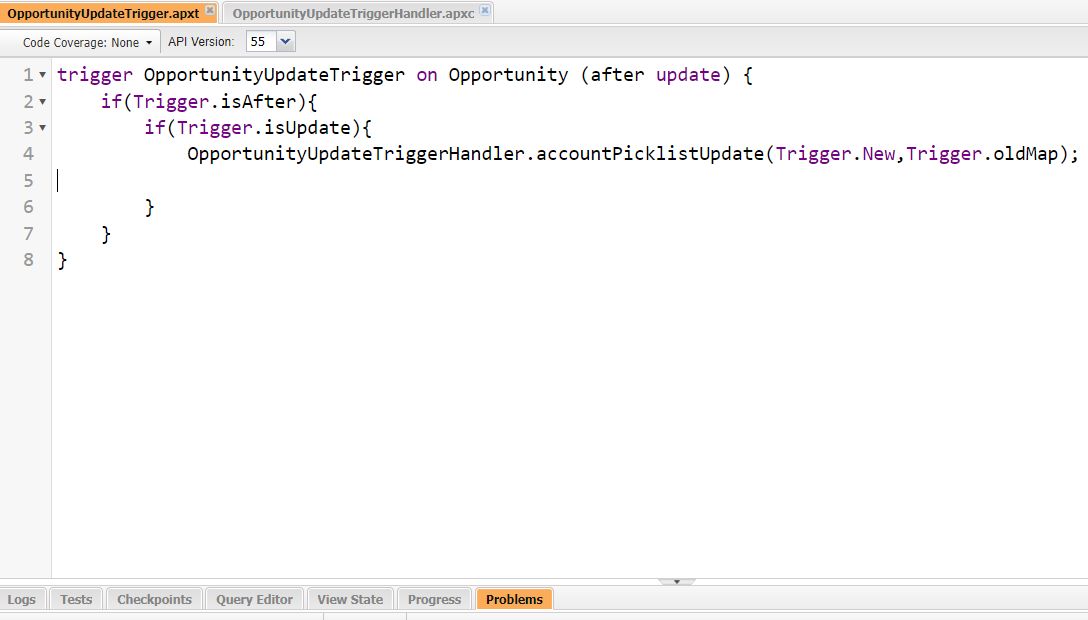 OpportunityUpdateTrigger.apxt OpportunityUpdateTriggerHandler.apxc
Code Coverage: None API Version: 55
1 trigger OpportunityUpdateTrigger on Opportunity (after update) {
2 if(Trigger.isAfter){
3 if(Trigger.isUpdate){
4 OpportunityUpdateTriggerHandler.accountPicklistUpdate(Trigger.New,Trigger.oldMap);
5
6 }
7 }
8 }
Logs Tests Checkpoints Query Editor View State Progress Problems